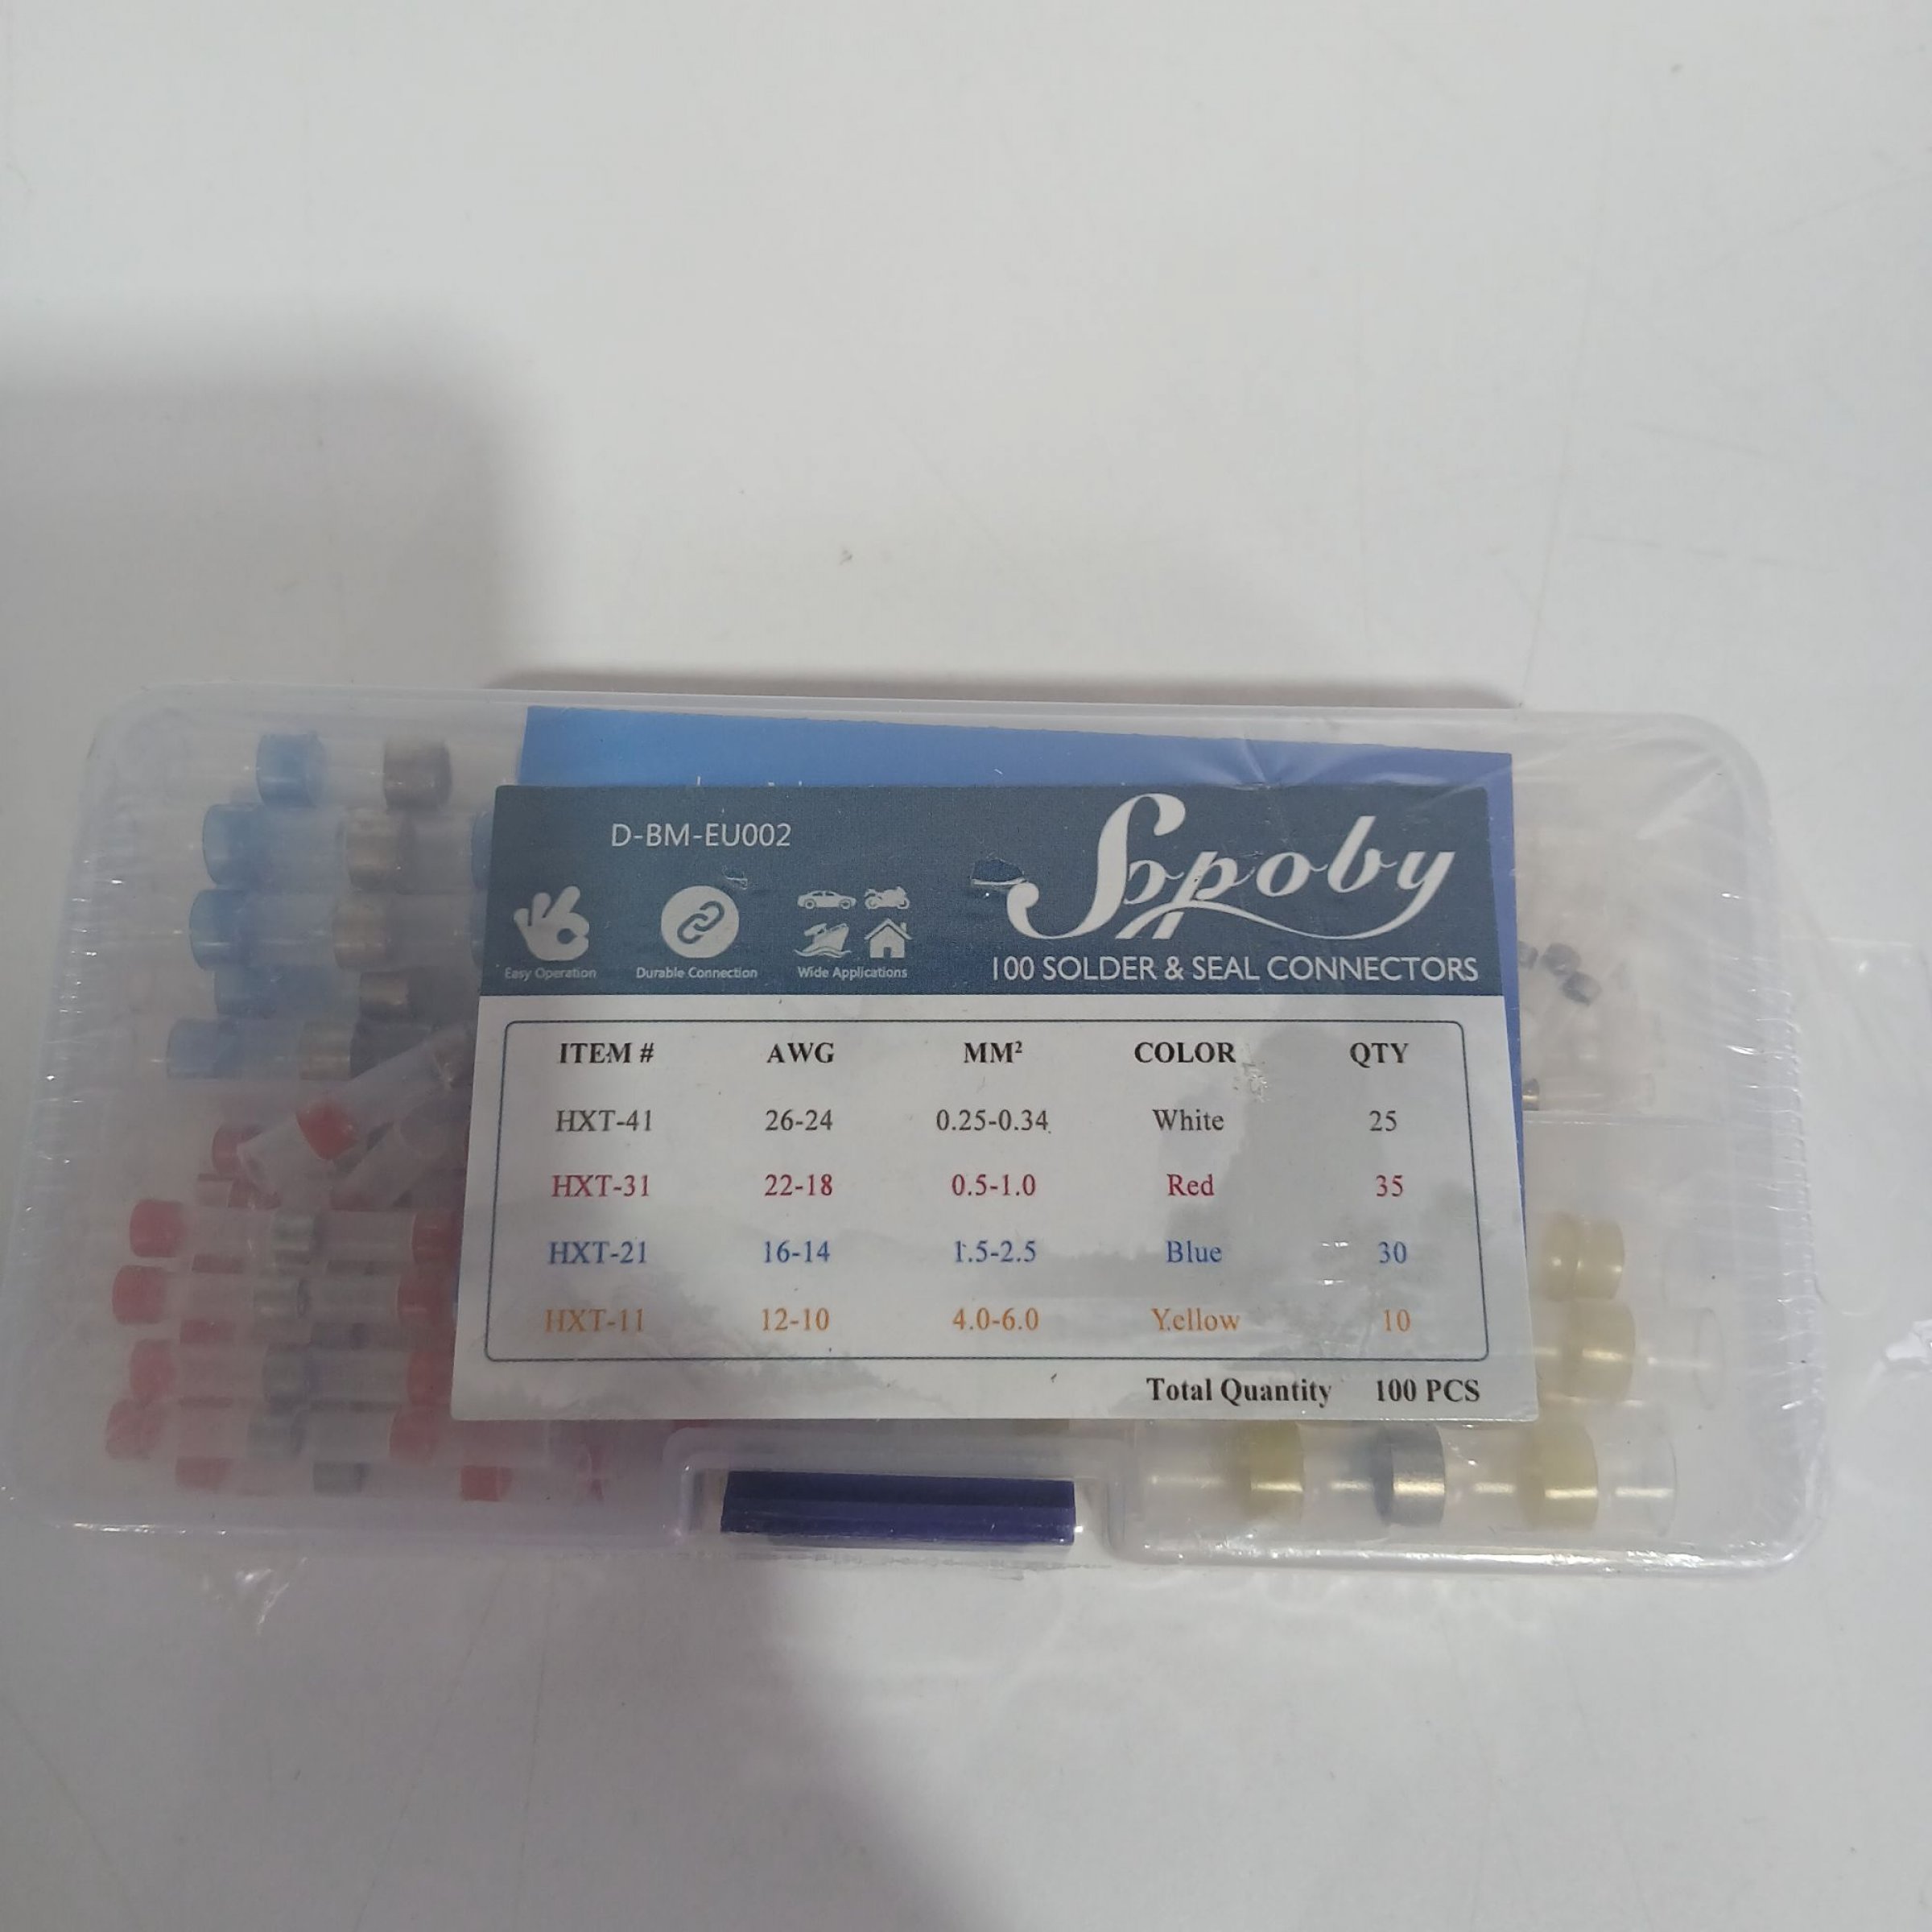 D-BM-EU002
Sopoby
Easy Operation
Durable Connection
Wide Applications
100 SOLDER & SEAL CONNECTORS
ITEM # AWG MM² COLOR QTY
HXT-41 26-24 0.25-0.34 White 25
HXT-31 22-18 0.5-1.0 Red 35
HXT-21 16-14 1.5-2.5 Blue 30
HXT-11 12-10 4.0-6.0 Yellow 10
Total Quantity 100 PCS